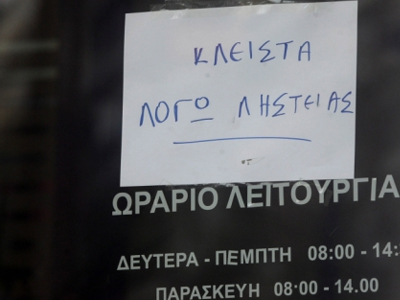 ΚΛΕΙΣΤΑ
ΛΟΓΩ ΛΗΣΤΕΙΑΣ
ΩΡΑΡΙΟ ΛΕΙΤΟΥΡΓΙΑ
ΔΕΥΤΕΡΑ - ΠΕΜΠΤΗ 08:00 - 14:
ΠΑΡΑΣΚΕΥΗ 08:00 - 14.00